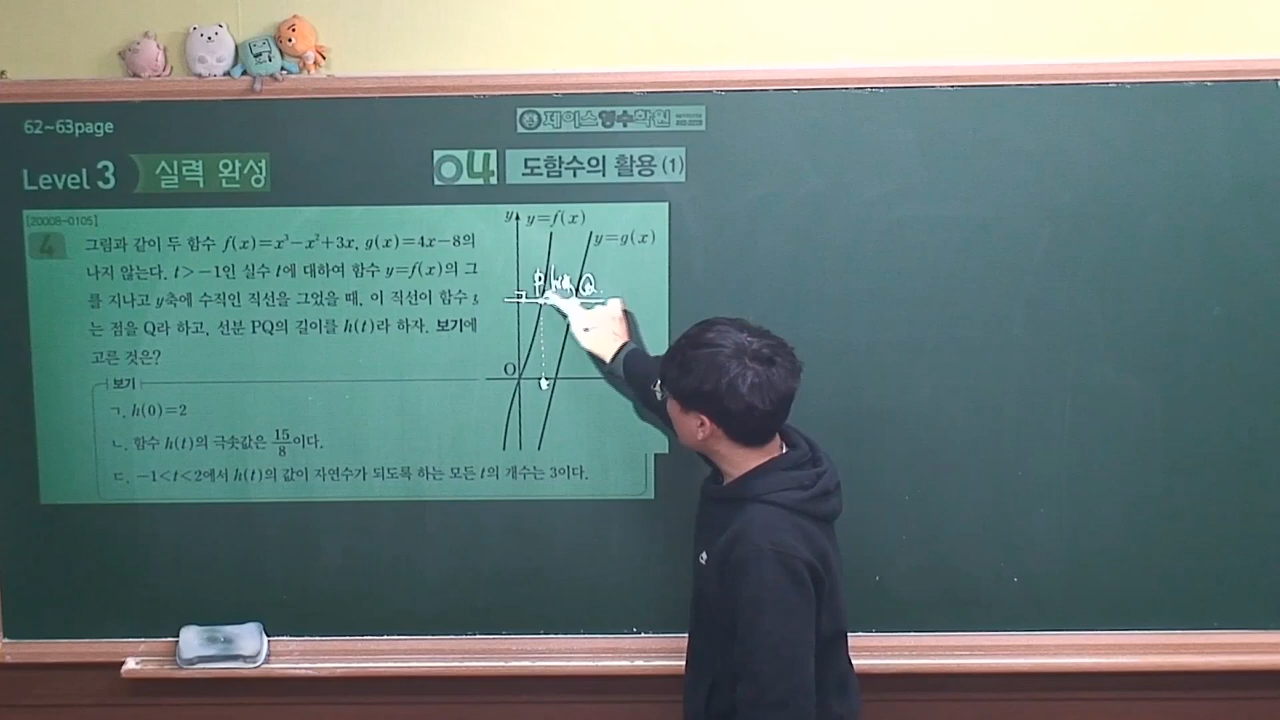 62~63page
제이스영수학원
Level 3 실력 완성
04 도함수의 활용 (1)
[20008-0105]
4 그림과 같이 두 함수 f(x)=x³-x²+3x, g(x)=4x-8의
나지 않는다. t>-1인 실수 t에 대하여 함수 y=f(x)의 그
를 지나고 y축에 수직인 직선을 그었을 때, 이 직선이 함수
는 점을 Q라 하고, 선분 PQ의 길이를 h(t)라 하자. 보기에
고른 것은?
보기
ㄱ. h(0)=2
ㄴ. 함수 h(t)의 극솟값은 15/8이다.
ㄷ. -1<t<2에서 h(t)의 값이 자연수가 되도록 하는 모든 t의 개수는 3이다.
y y=f(x)
y=g(x)
P h(t) Q
O
t